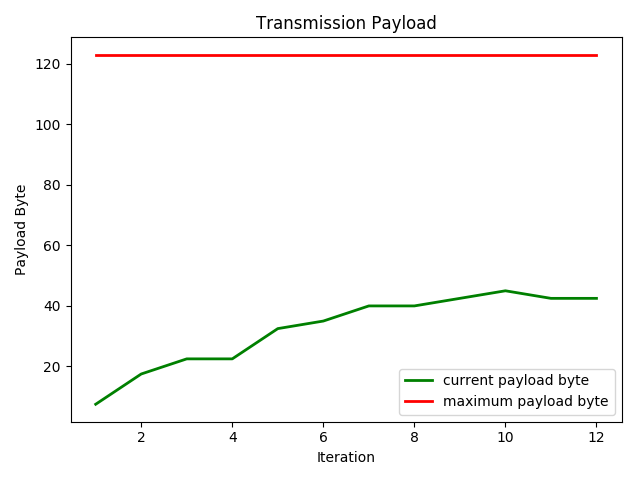 Transmission Payload
Payload Byte
120
100
80
60
40
20
2 4 6 8 10 12
Iteration
current payload byte
maximum payload byte